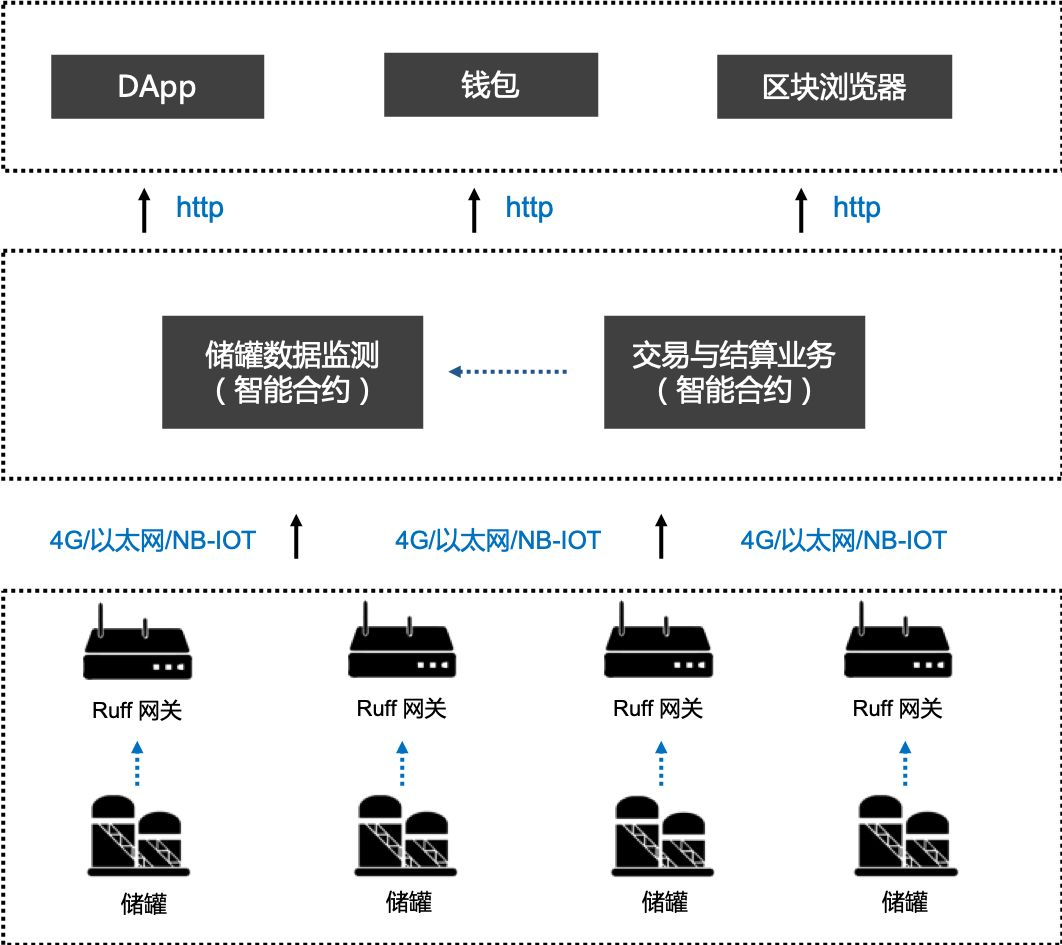 DApp
钱包
区块浏览器
http
http
http
储罐数据监测
（智能合约）
交易与结算业务
（智能合约）
4G/以太网/NB-IOT
4G/以太网/NB-IOT
4G/以太网/NB-IOT
Ruff 网关
Ruff 网关
Ruff 网关
Ruff 网关
储罐
储罐
储罐
储罐